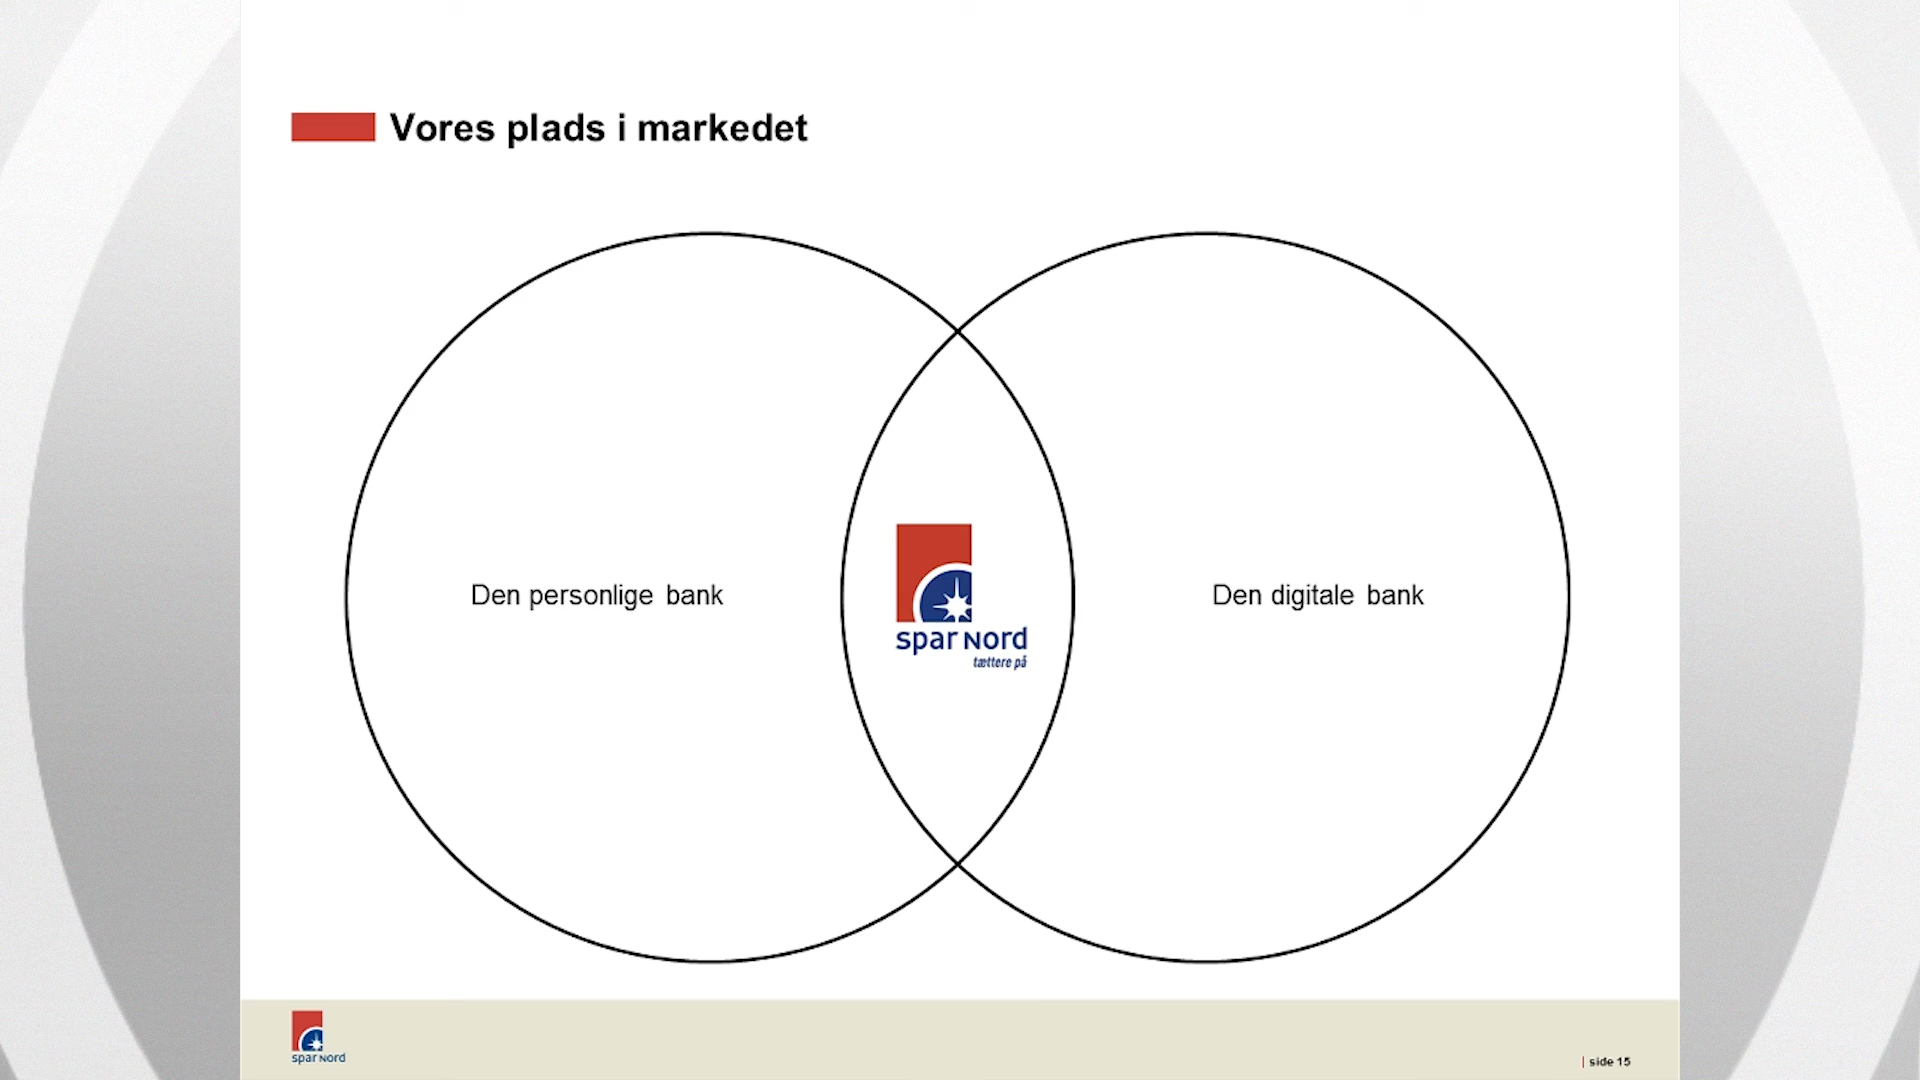 Vores plads i markedet
Den personlige bank
spar nord
tættere på
Den digitale bank
spar nord
side 15